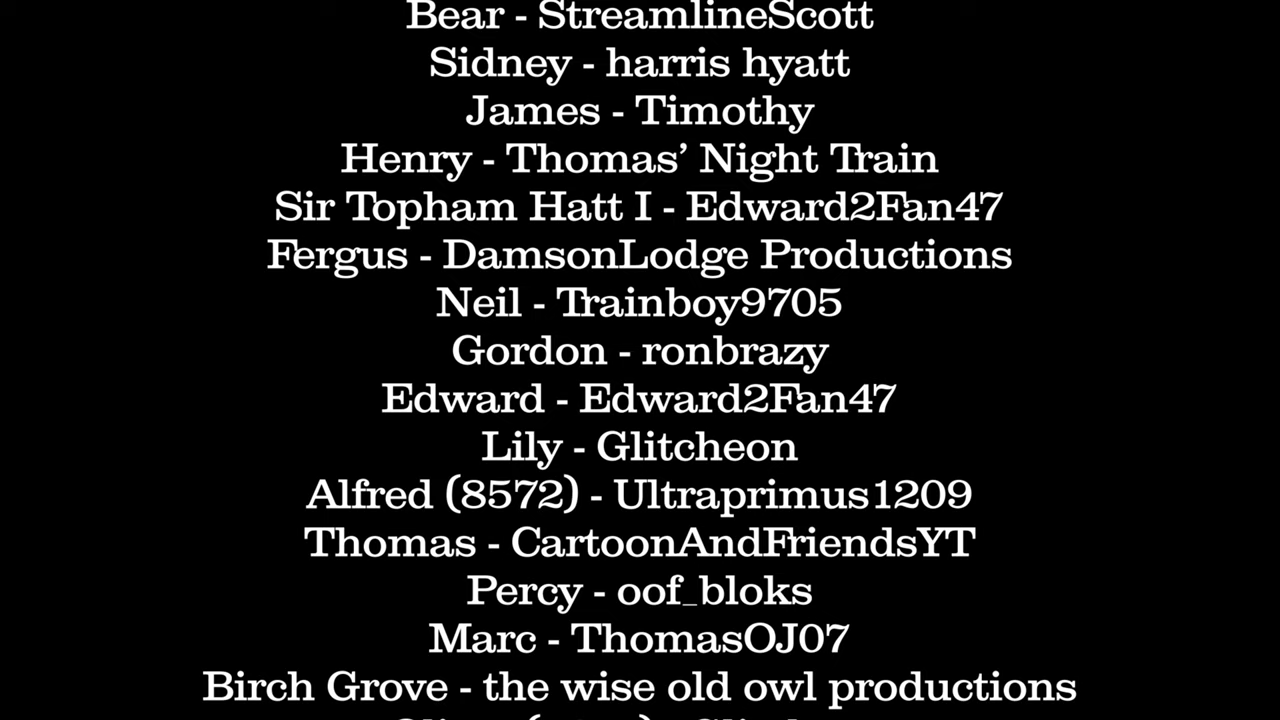 Bear - StreamlineScott
Sidney - harris hyatt
James - Timothy
Henry - Thomas’ Night Train
Sir Topham Hatt I - Edward2Fan47
Fergus - DamsonLodge Productions
Neil - Trainboy9705
Gordon - ronbrazy
Edward - Edward2Fan47
Lily - Glitcheon
Alfred (8572) - Ultraprimus1209
Thomas - CartoonAndFriendsYT
Percy - oof_bloks
Marc - ThomasOJ07
Birch Grove - the wise old owl productions